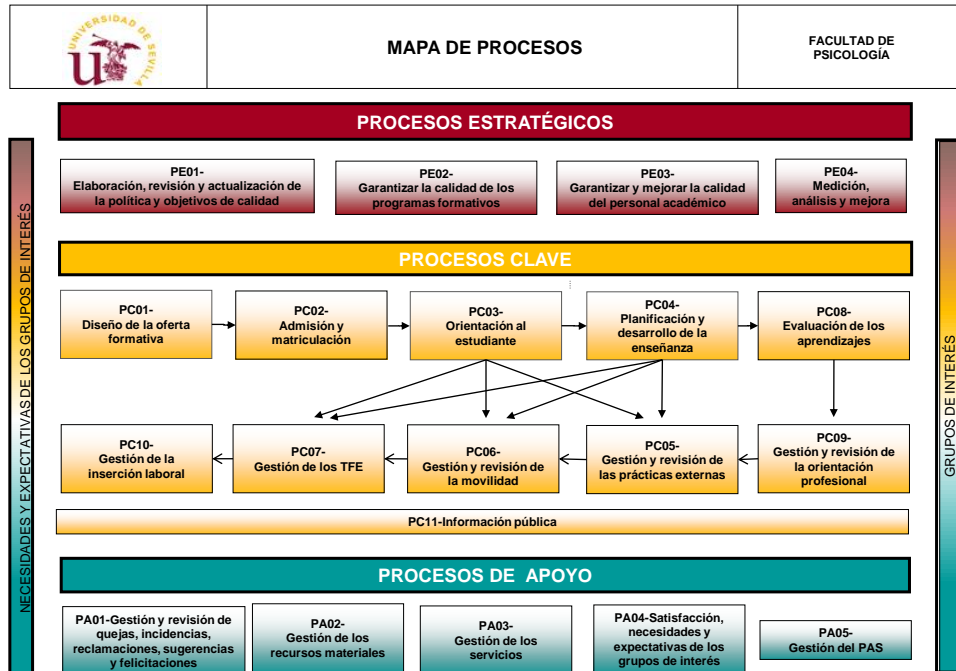 UNIVERSIDAD DE SEVILLA
MAPA DE PROCESOS
FACULTAD DE
PSICOLOGÍA
NECESIDADES Y EXPECTATIVAS DE LOS GRUPOS DE INTERÉS
PROCESOS ESTRATÉGICOS
PE01-
Elaboración, revisión y actualización de
la política y objetivos de calidad
PE02-
Garantizar la calidad de los
programas formativos
PE03-
Garantizar y mejorar la calidad
del personal académico
PE04-
Medición,
análisis y mejora
PROCESOS CLAVE
PC01-
Diseño de la oferta
formativa
PC02-
Admisión y
matriculación
PC03-
Orientación al
estudiante
PC04-
Planificación y
desarrollo de la
enseñanza
PC08-
Evaluación de los
aprendizajes
PC10-
Gestión de la
inserción laboral
PC07-
Gestión de los TFE
PC06-
Gestión y revisión de
la movilidad
PC05-
Gestión y revisión de
las prácticas externas
PC09-
Gestión y revisión de
la orientación
profesional
PC11-Información pública
PROCESOS DE APOYO
PA01-Gestión y revisión de
quejas, incidencias,
reclamaciones, sugerencias
y felicitaciones
PA02-
Gestión de los
recursos materiales
PA03-
Gestión de los
servicios
PA04-Satisfacción,
necesidades y
expectativas de los
grupos de interés
PA05-
Gestión del PAS
GRUPOS DE INTERÉS